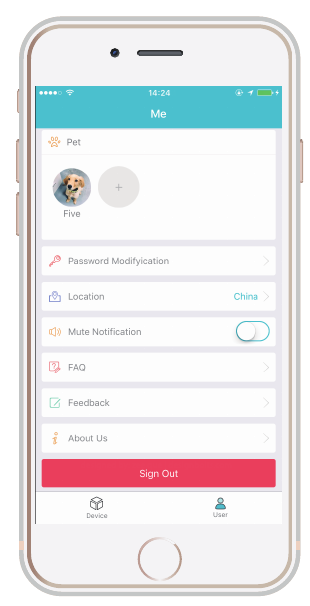 14:24
Me
Pet
+
Five
Password Modifyication
Location China
Mute Notification
FAQ
Feedback
About Us
Sign Out
Device User